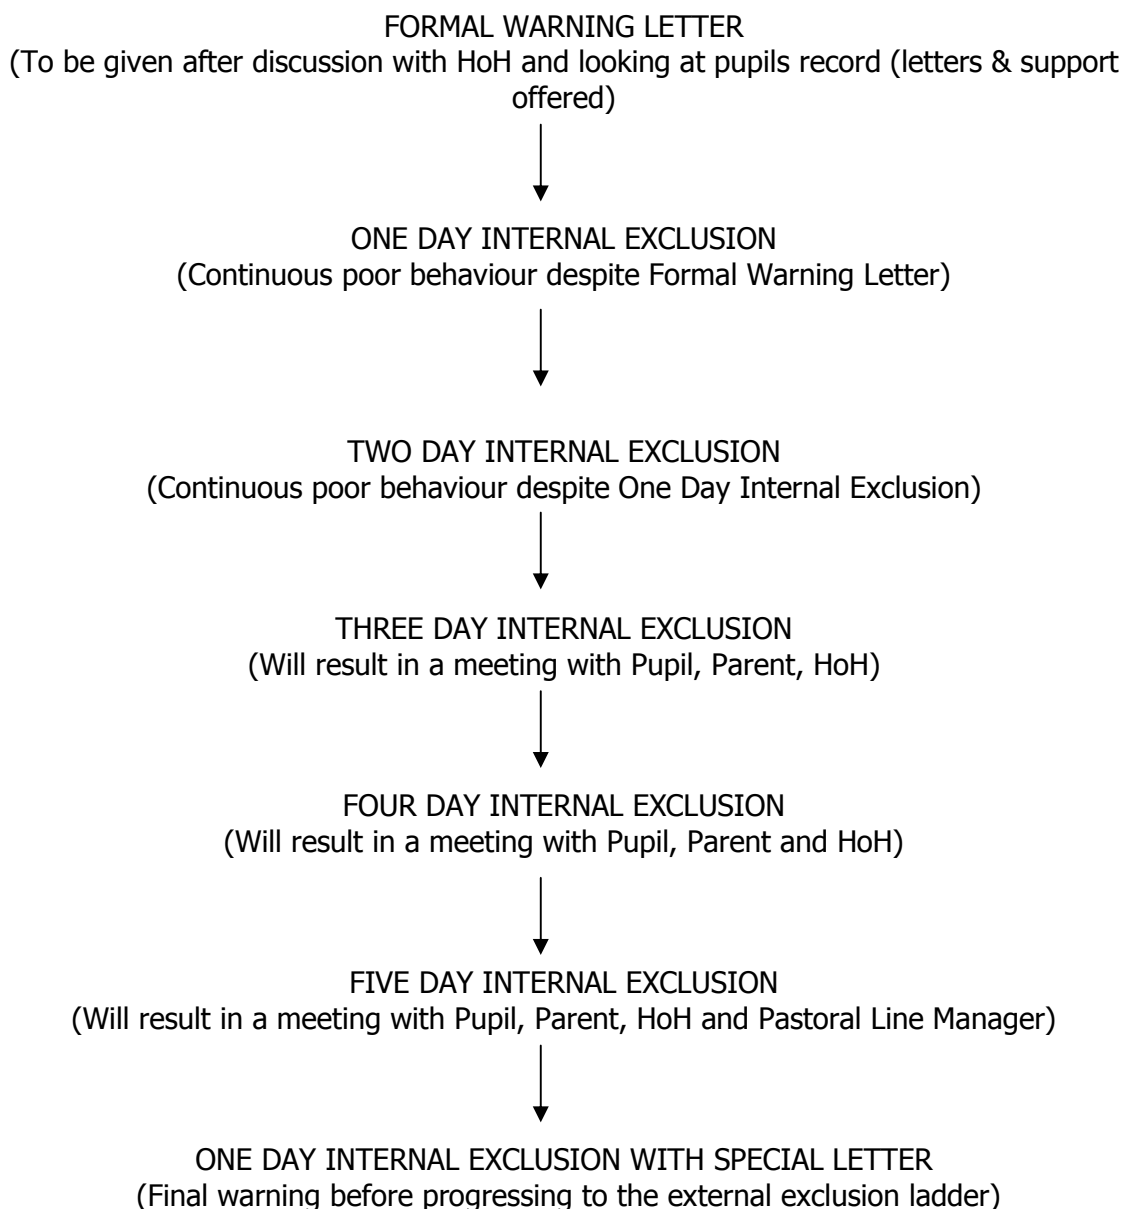 FORMAL WARNING LETTER
(To be given after discussion with HoH and looking at pupils record (letters & support
offered)
ONE DAY INTERNAL EXCLUSION
(Continuous poor behaviour despite Formal Warning Letter)
TWO DAY INTERNAL EXCLUSION
(Continuous poor behaviour despite One Day Internal Exclusion)
THREE DAY INTERNAL EXCLUSION
(Will result in a meeting with Pupil, Parent, HoH)
FOUR DAY INTERNAL EXCLUSION
(Will result in a meeting with Pupil, Parent and HoH)
FIVE DAY INTERNAL EXCLUSION
(Will result in a meeting with Pupil, Parent, HoH and Pastoral Line Manager)
ONE DAY INTERNAL EXCLUSION WITH SPECIAL LETTER
(Final warning before progressing to the external exclusion ladder)